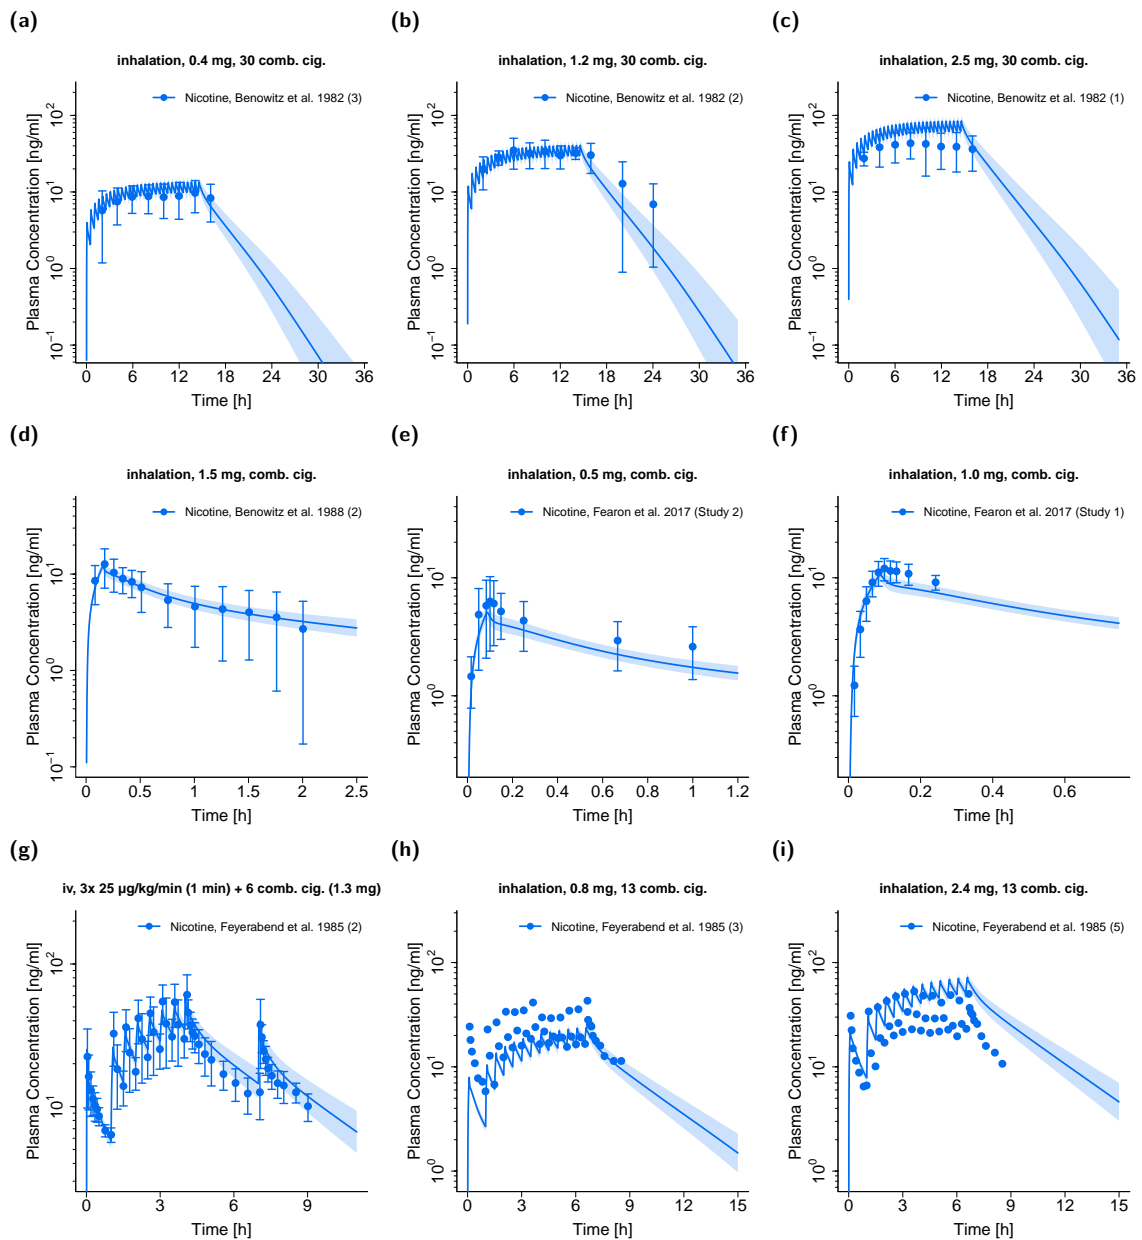 (a)
inhalation, 0.4 mg, 30 comb. cig.
Nicotine, Benowitz et al. 1982 (3)
Plasma Concentration [ng/ml]
10^2
10^1
10^0
10^-1
0 6 12 18 24 30 36
Time [h]
(b)
inhalation, 1.2 mg, 30 comb. cig.
Nicotine, Benowitz et al. 1982 (2)
Plasma Concentration [ng/ml]
10^2
10^1
10^0
10^-1
0 6 12 18 24 30 36
Time [h]
(c)
inhalation, 2.5 mg, 30 comb. cig.
Nicotine, Benowitz et al. 1982 (1)
Plasma Concentration [ng/ml]
10^2
10^1
10^0
10^-1
0 6 12 18 24 30 36
Time [h]
(d)
inhalation, 1.5 mg, comb. cig.
Nicotine, Benowitz et al. 1988 (2)
Plasma Concentration [ng/ml]
10^1
10^0
10^-1
0 0.5 1 1.5 2 2.5
Time [h]
(e)
inhalation, 0.5 mg, comb. cig.
Nicotine, Fearon et al. 2017 (Study 2)
Plasma Concentration [ng/ml]
10^1
10^0
0 0.2 0.4 0.6 0.8 1 1.2
Time [h]
(f)
inhalation, 1.0 mg, comb. cig.
Nicotine, Fearon et al. 2017 (Study 1)
Plasma Concentration [ng/ml]
10^1
10^0
0 0.2 0.4 0.6
Time [h]
(g)
iv, 3x 25 µg/kg/min (1 min) + 6 comb. cig. (1.3 mg)
Nicotine, Feyerabend et al. 1985 (2)
Plasma Concentration [ng/ml]
10^2
10^1
0 3 6 9
Time [h]
(h)
inhalation, 0.8 mg, 13 comb. cig.
Nicotine, Feyerabend et al. 1985 (3)
Plasma Concentration [ng/ml]
10^2
10^1
10^0
0 3 6 9 12 15
Time [h]
(i)
inhalation, 2.4 mg, 13 comb. cig.
Nicotine, Feyerabend et al. 1985 (5)
Plasma Concentration [ng/ml]
10^2
10^1
10^0
0 3 6 9 12 15
Time [h]